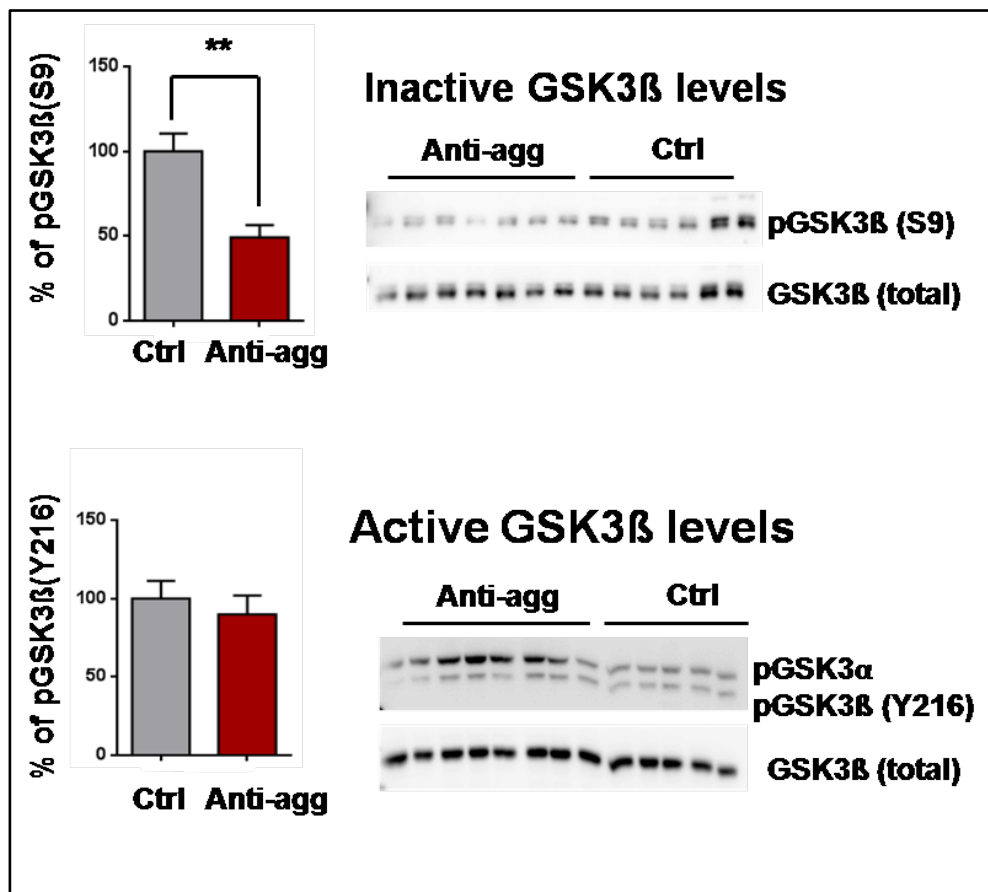 **
% of pGSK3ß(S9)
150
100
50
0
Ctrl Anti-agg
Inactive GSK3ß levels
Anti-agg Ctrl
pGSK3ß (S9)
GSK3ß (total)
% of pGSK3ß(Y216)
150
100
50
0
Ctrl Anti-agg
Active GSK3ß levels
Anti-agg Ctrl
pGSK3α
pGSK3ß (Y216)
GSK3ß (total)